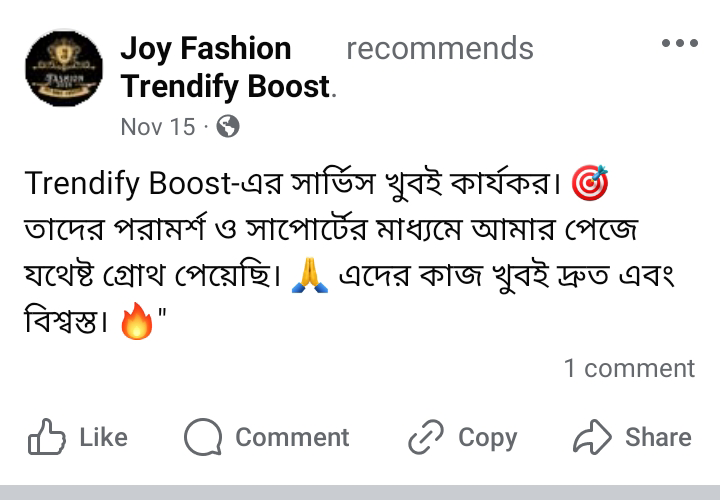 Joy Fashion recommends
Trendify Boost.
Nov 15 ·
Trendify Boost-এর সার্ভিস খুবই কার্যকর। 🎯
তাদের পরামর্শ ও সাপোর্টের মাধ্যমে আমার পেজে
যথেষ্ট গ্রোথ পেয়েছি। 🙏 এদের কাজ খুবই দ্রুত এবং
বিশ্বস্ত। 🔥"
1 comment
Like Comment Copy Share